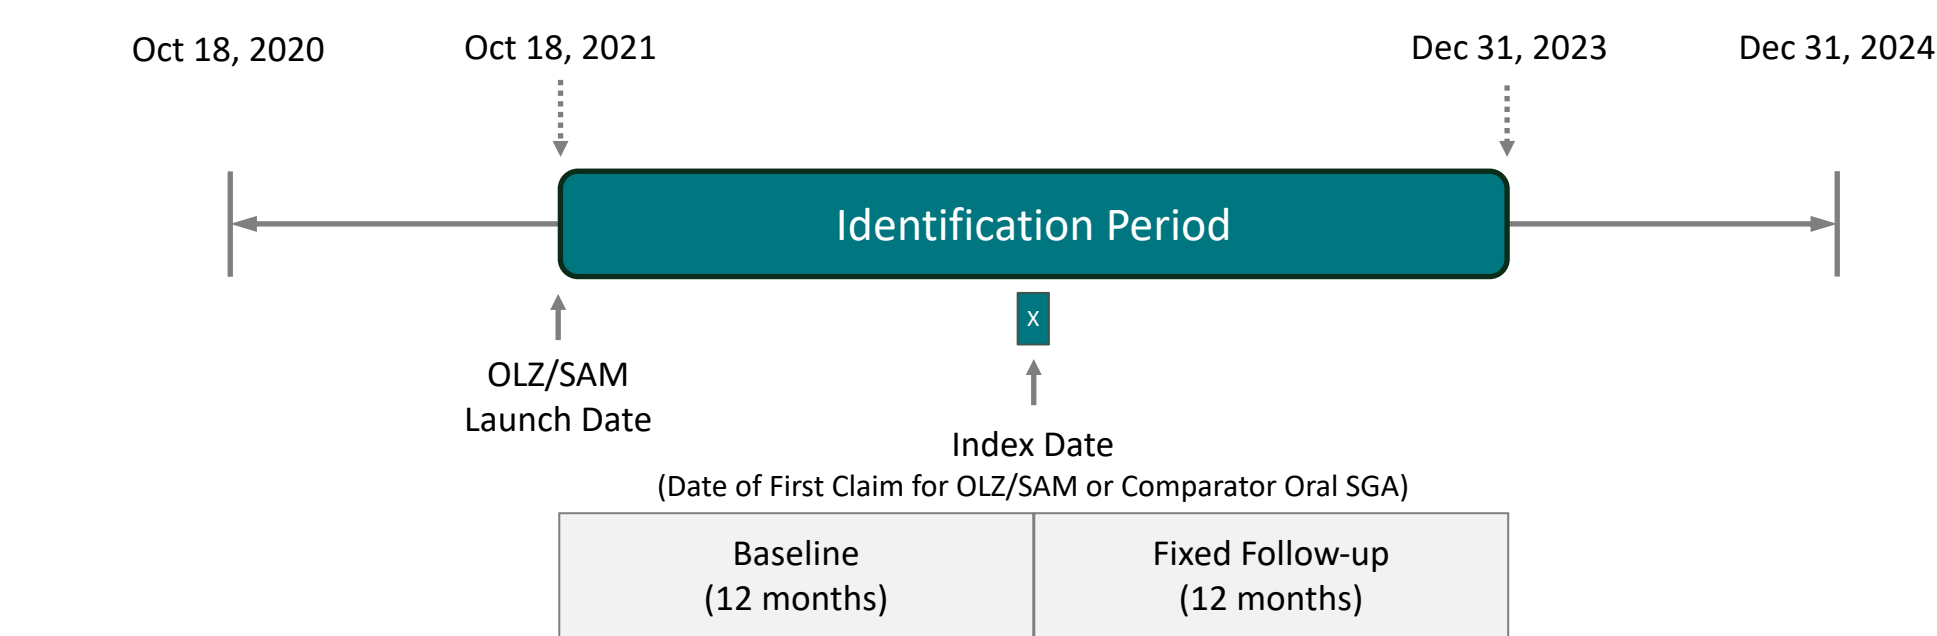 Oct 18, 2020
Oct 18, 2021
Dec 31, 2023
Dec 31, 2024
Identification Period
X
OLZ/SAM
Launch Date
Index Date
(Date of First Claim for OLZ/SAM or Comparator Oral SGA)
Baseline
(12 months)
Fixed Follow-up
(12 months)